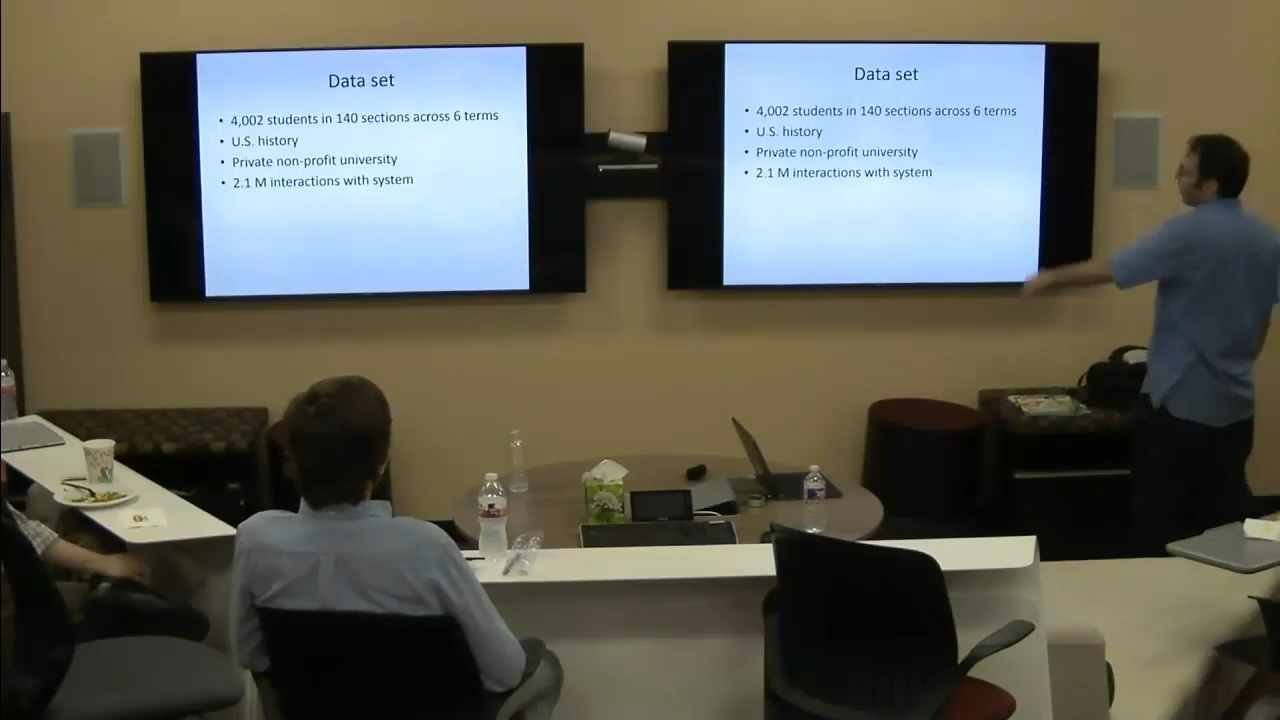 Data set
• 4,002 students in 140 sections across 6 terms
• U.S. history
• Private non-profit university
• 2.1 M interactions with system
Data set
• 4,002 students in 140 sections across 6 terms
• U.S. history
• Private non-profit university
• 2.1 M interactions with system